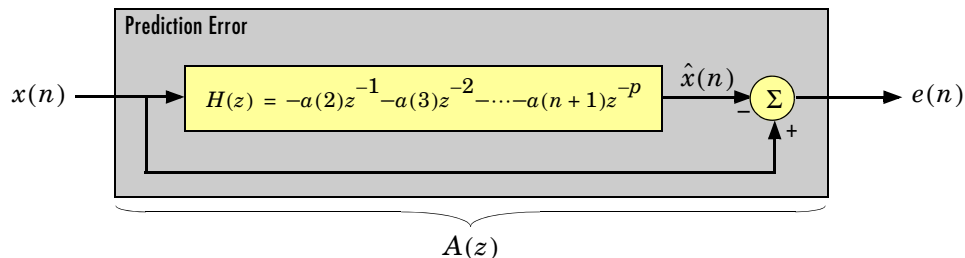 Prediction Error
x(n)
H(z) = −a(2)z⁻¹−a(3)z⁻²−⋯−a(n+1)z⁻ᵖ
x̂(n)
−
Σ
e(n)
+
A(z)